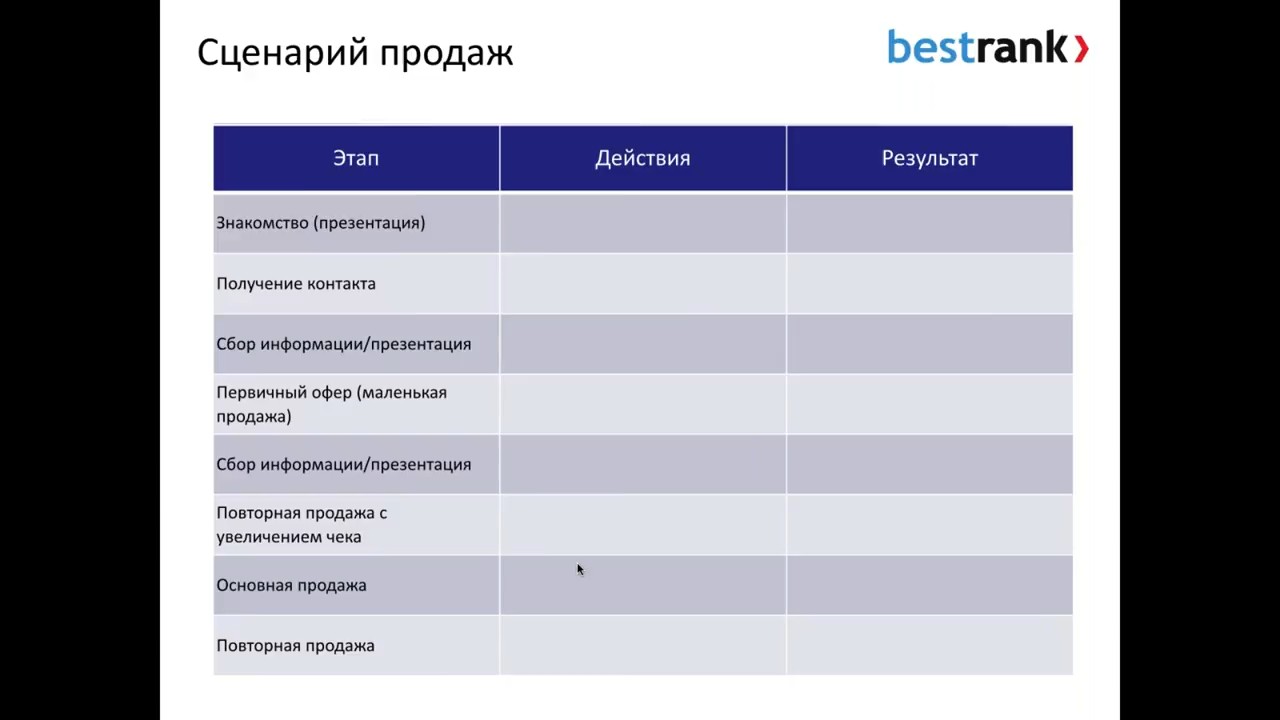 Сценарий продаж
bestrank
Этап
Действия
Результат
Знакомство (презентация)
Получение контакта
Сбор информации/презентация
Первичный офер (маленькая
продажа)
Сбор информации/презентация
Повторная продажа с
увеличением чека
Основная продажа
Повторная продажа